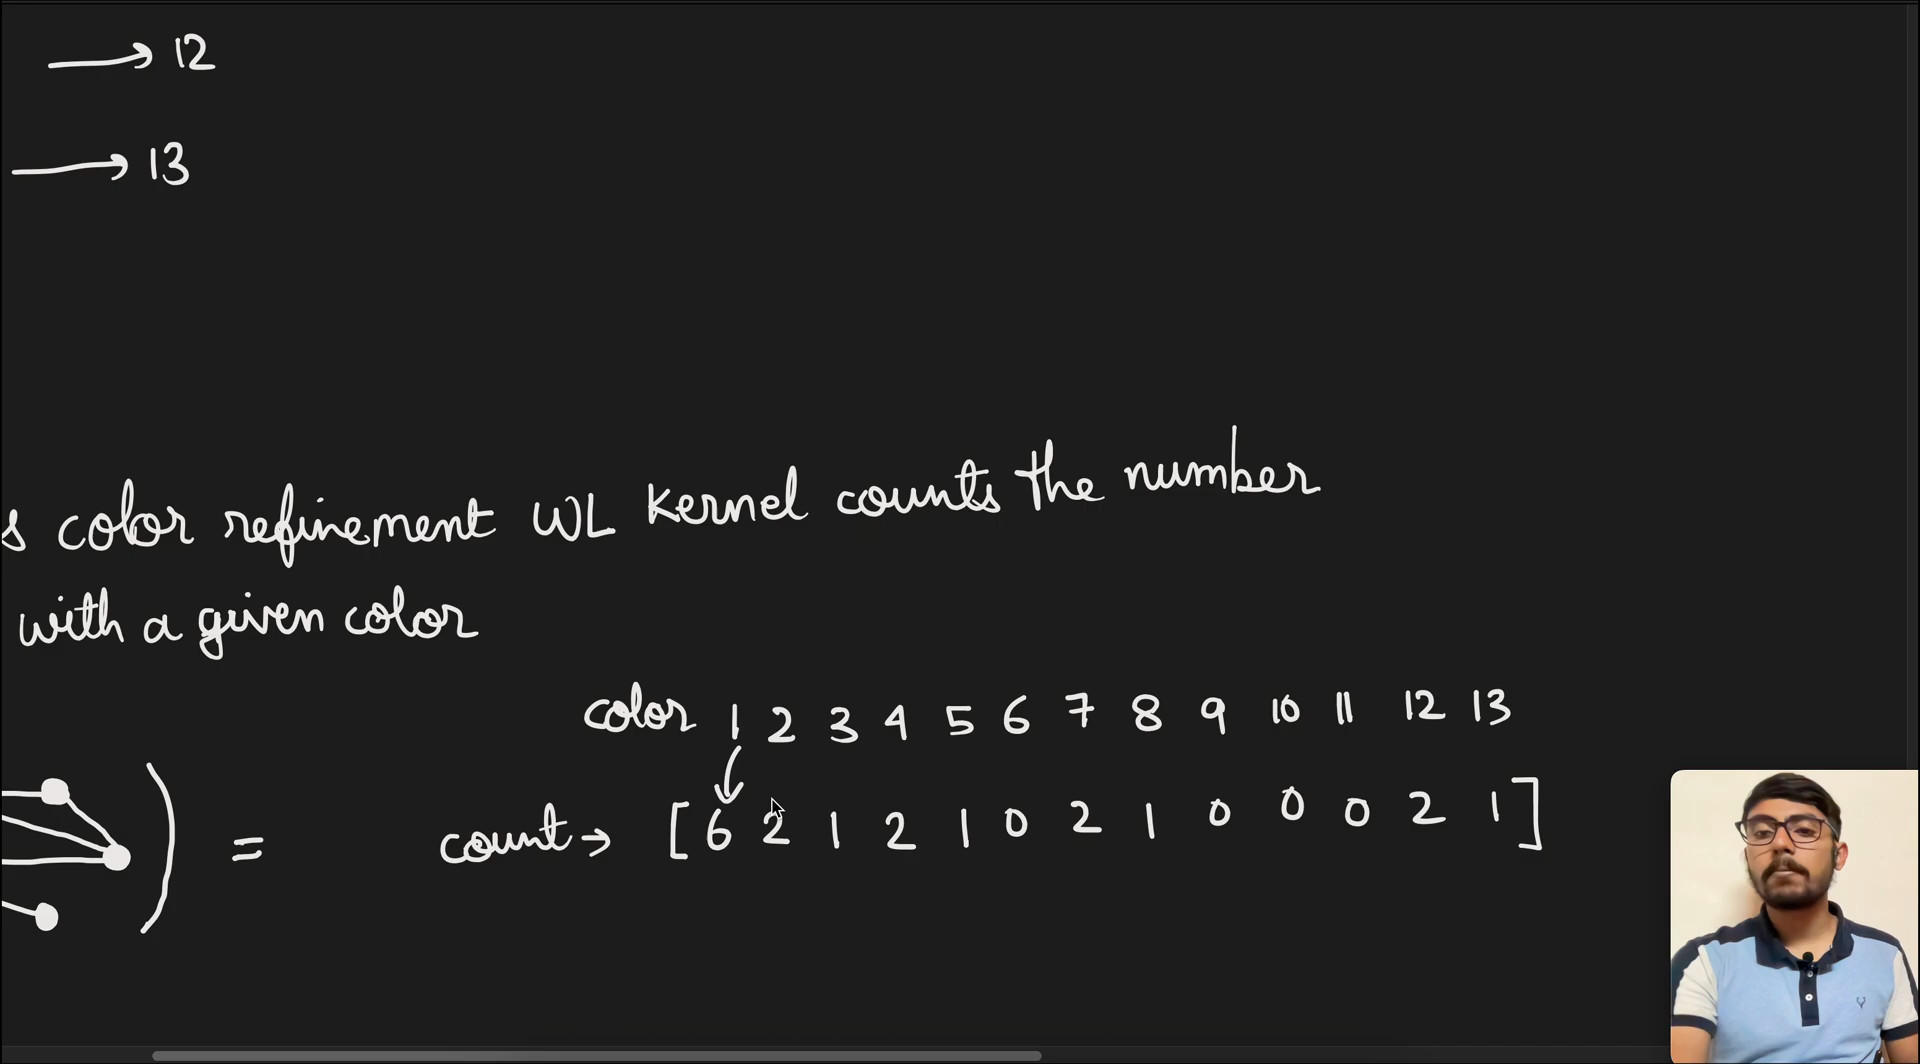 → 12
→ 13
s color refinement WL Kernel counts the number
with a given color
color 1 2 3 4 5 6 7 8 9 10 11 12 13
= count → [ 6 2 1 2 1 0 2 1 0 0 0 2 1 ]